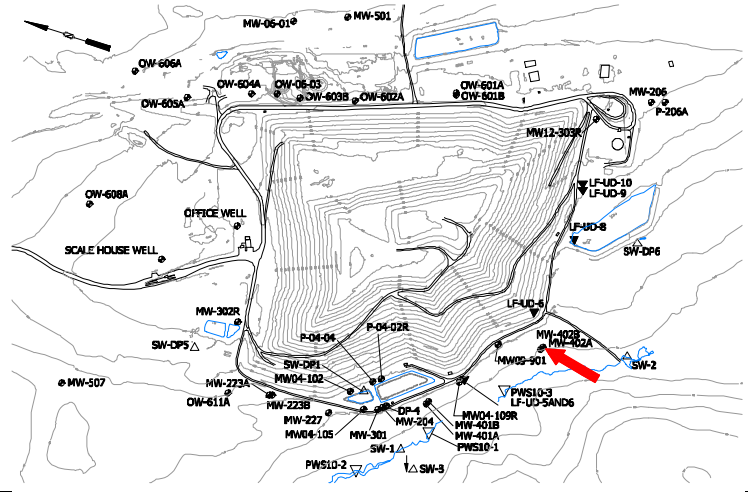 MW-06-01
MW-501
OW-606A
OW-604A
OW-06-03
OW-601A
OW-601B
MW-206
OW-605A
OW-603B
OW-602A
P-206A
MW12-303R
LF-UD-10
LF-UD-9
OW-608A
OFFICE WELL
LF-UD-8
SCALE HOUSE WELL
SW-DP6
MW-302R
LF-UD-6
P-04-04
P-04-02R
MW-402B
MW-402A
SW-DP5
SW-DP1
MW09-901
SW-2
MW-507
MW-223A
MW04-102
OW-611A
MW-223B
PWS10-3
LF-UD-5AND6
MW-227
DP-4
MW04-109R
MW-204
MW-401B
MW04-105
MW-301
MW-401A
SW-1
PWS10-1
PWS10-2
SW-3